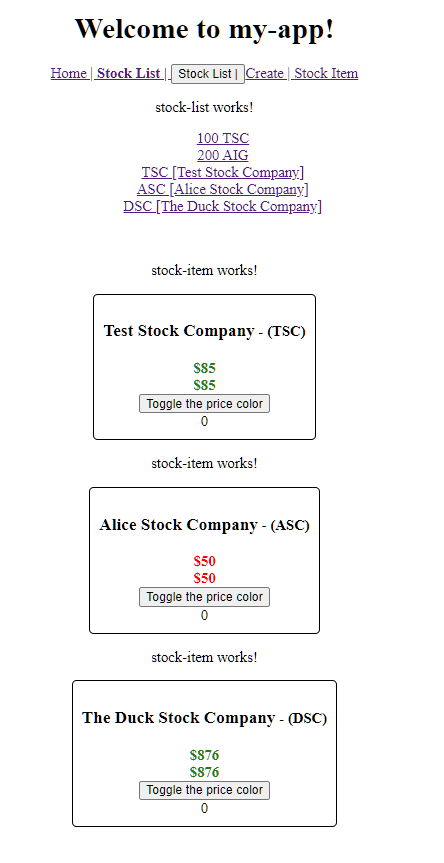 Welcome to my-app!
Home | Stock List | Stock List | Create | Stock Item
stock-list works!
100 TSC
200 AIG
TSC [Test Stock Company]
ASC [Alice Stock Company]
DSC [The Duck Stock Company]
stock-item works!
Test Stock Company - (TSC)
$85
$85
Toggle the price color
0
stock-item works!
Alice Stock Company - (ASC)
$50
$50
Toggle the price color
0
stock-item works!
The Duck Stock Company - (DSC)
$876
$876
Toggle the price color
0